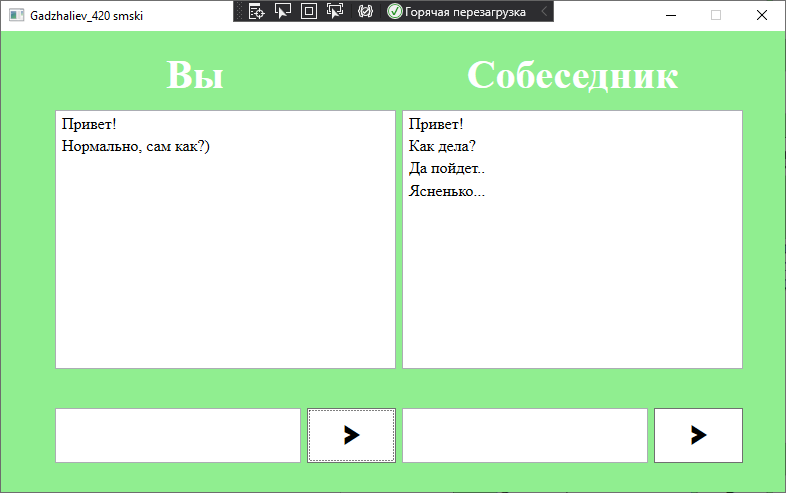 Gadzhaliev_420 smski
Горячая перезагрузка
Вы
Собеседник
Привет!
Нормально, сам как?)
Привет!
Как дела?
Да пойдет..
Ясненько...
>
>